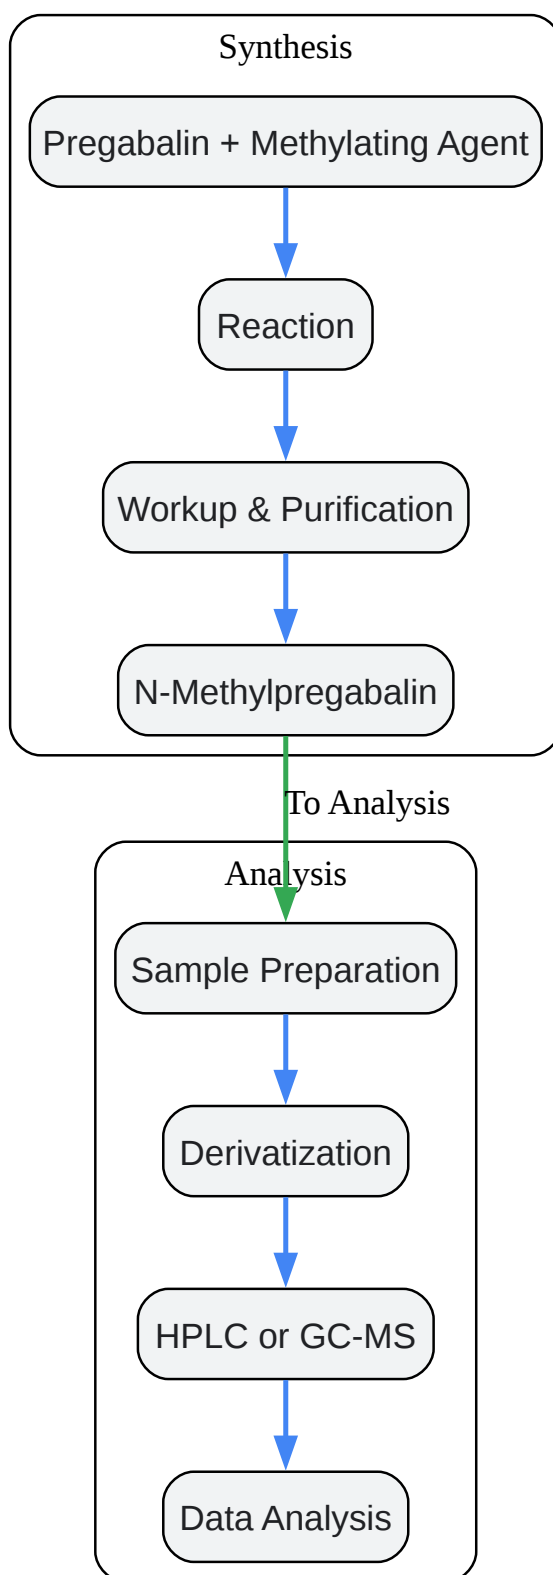 Synthesis
Pregabalin + Methylating Agent
Reaction
Workup & Purification
N-Methylpregabalin
To Analysis
Analysis
Sample Preparation
Derivatization
HPLC or GC-MS
Data Analysis